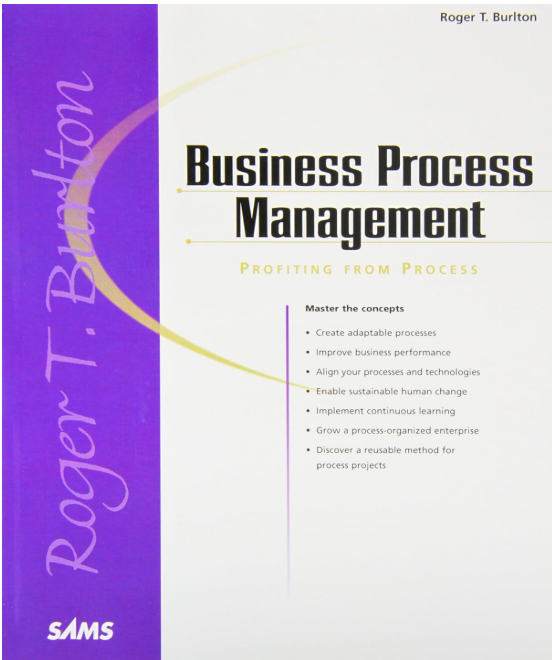 Roger T. Burlton
Roger T. Burlton
Business Process
Management
PROFITING FROM PROCESS
Master the concepts
• Create adaptable processes
• Improve business performance
• Align your processes and technologies
• Enable sustainable human change
• Implement continuous learning
• Grow a process-organized enterprise
• Discover a reusable method for
process projects
SAMS